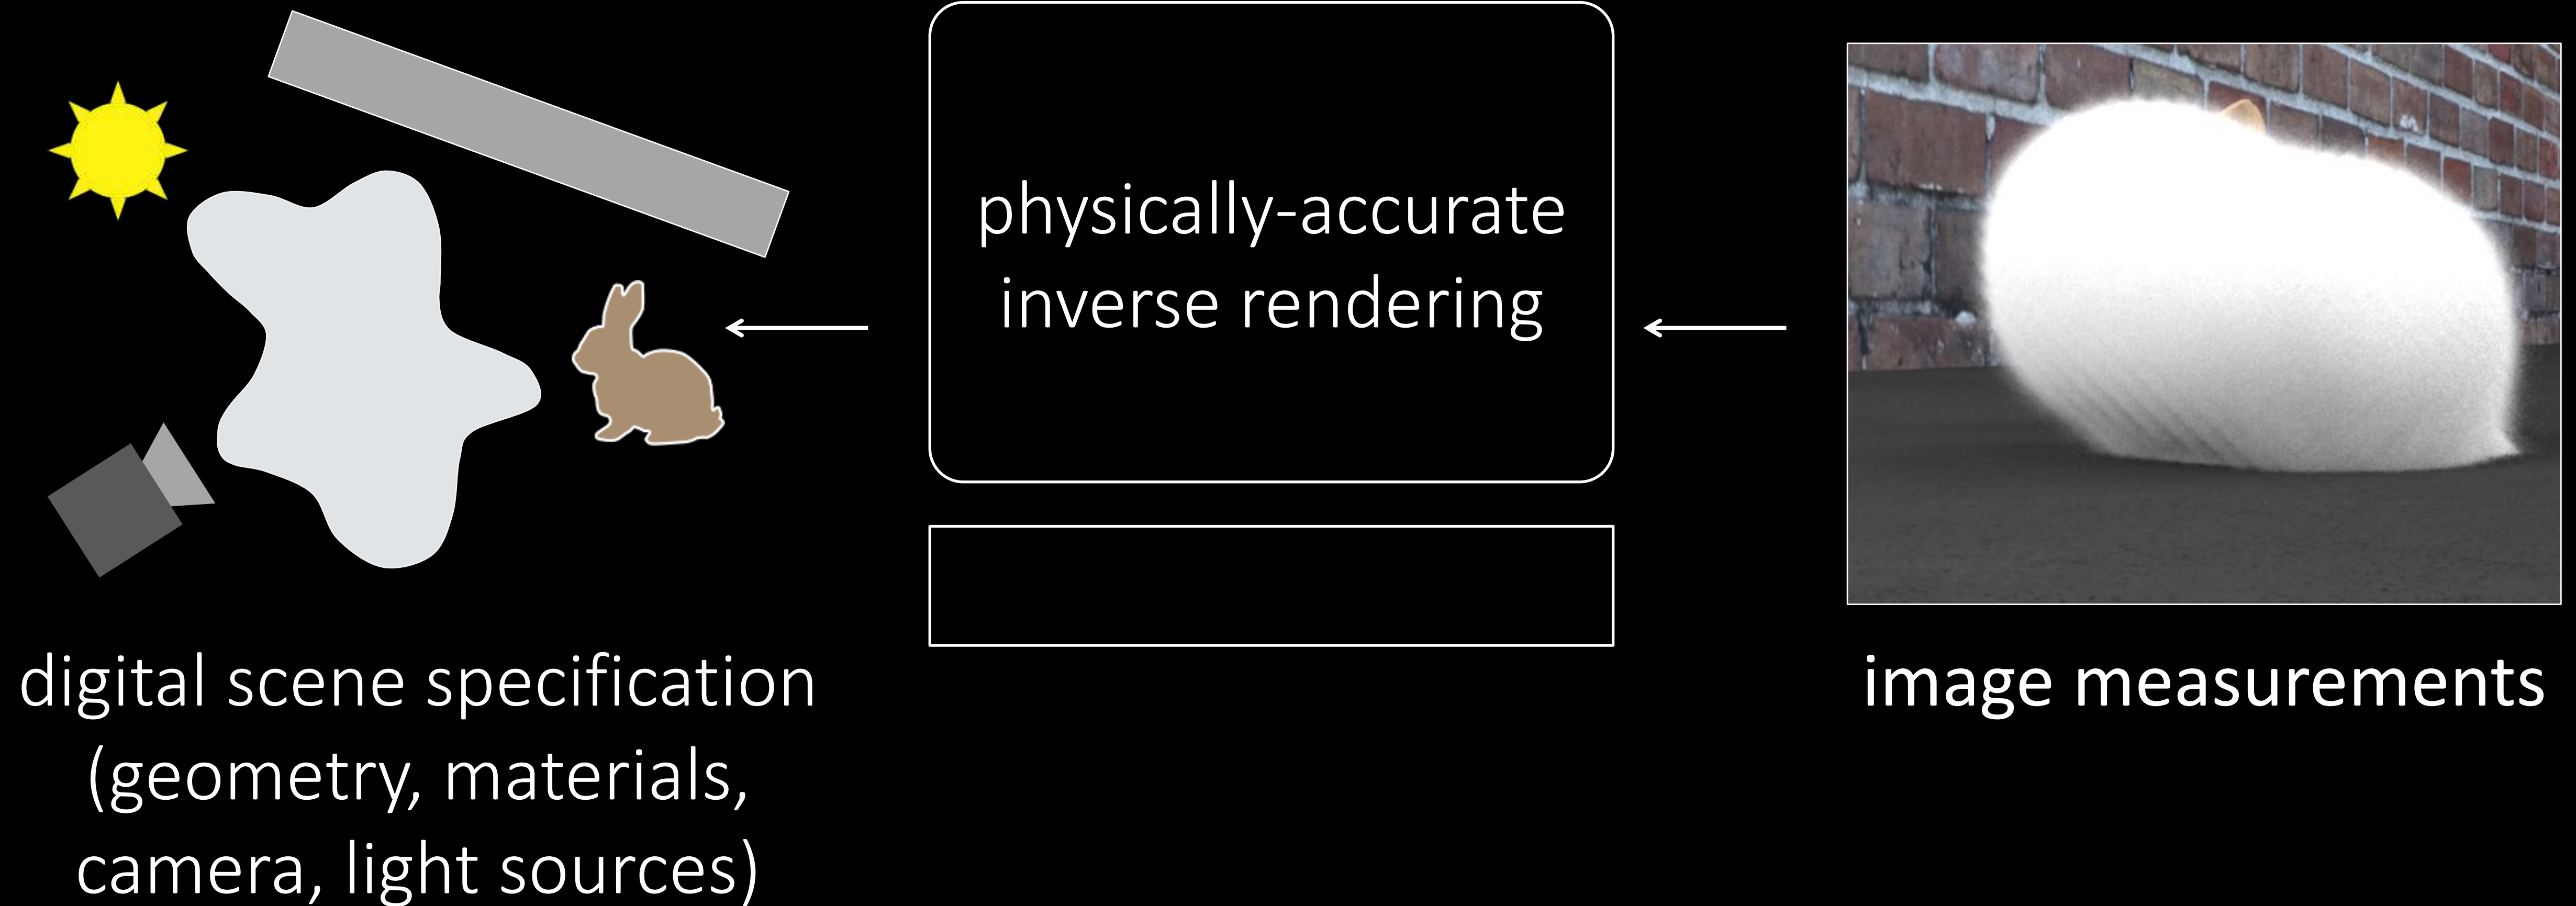 physically-accurate
inverse rendering
digital scene specification
(geometry, materials,
camera, light sources)
image measurements